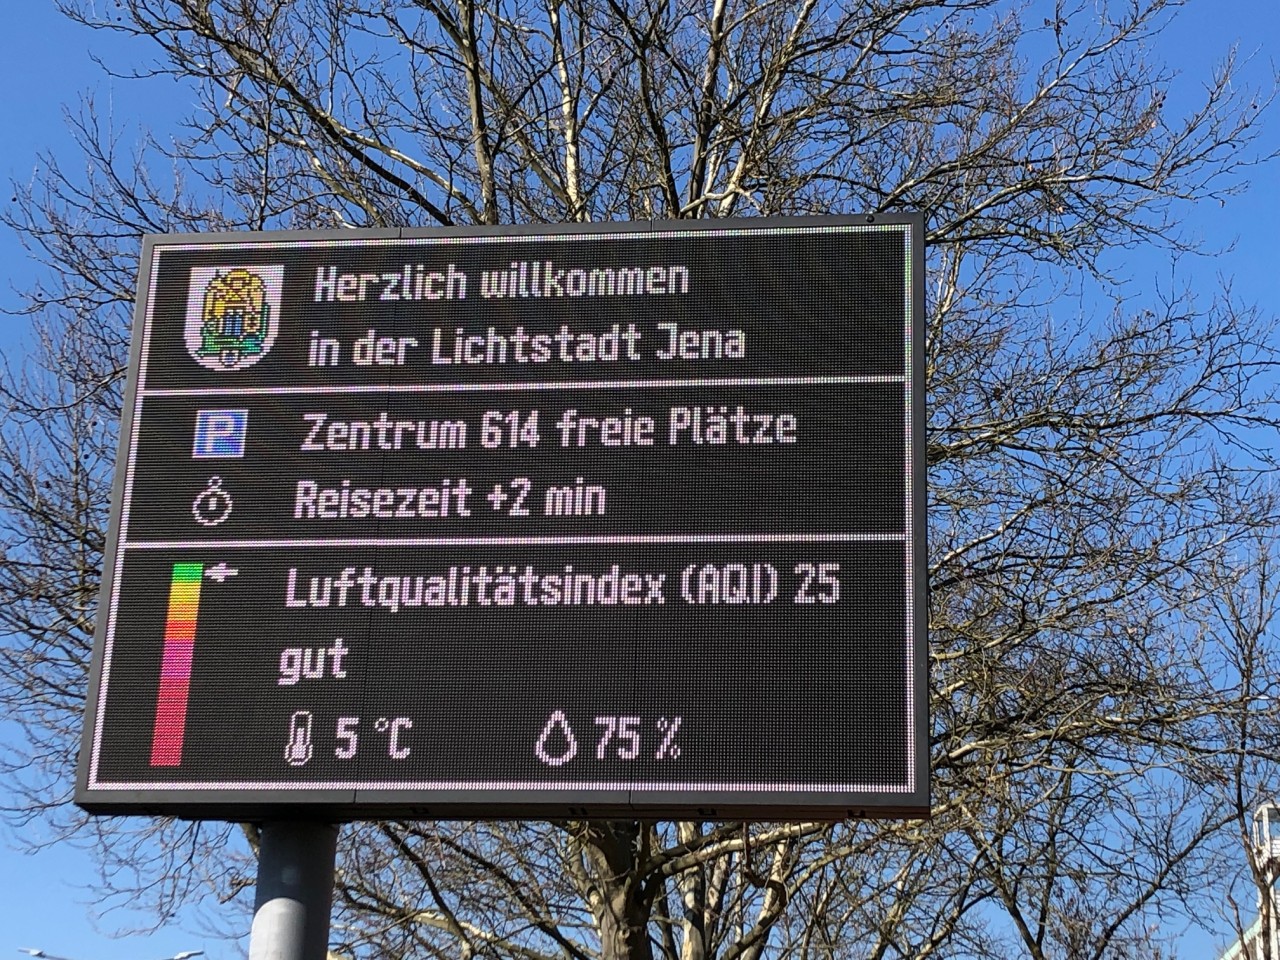 Herzlich willkommen
in der Lichtstadt Jena
P
Zentrum 614 freie Plätze
Reisezeit +2 min
Luftqualitätsindex (AQI) 25
gut
5 °C 75 %